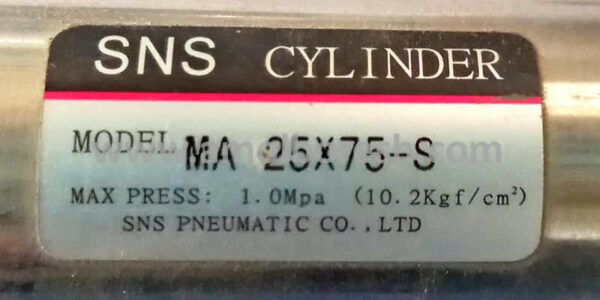 SNS CYLINDER
MODEL MA 25X75-S
MAX PRESS: 1.0Mpa (10.2Kgf/cm²)
SNS PNEUMATIC CO.,LTD